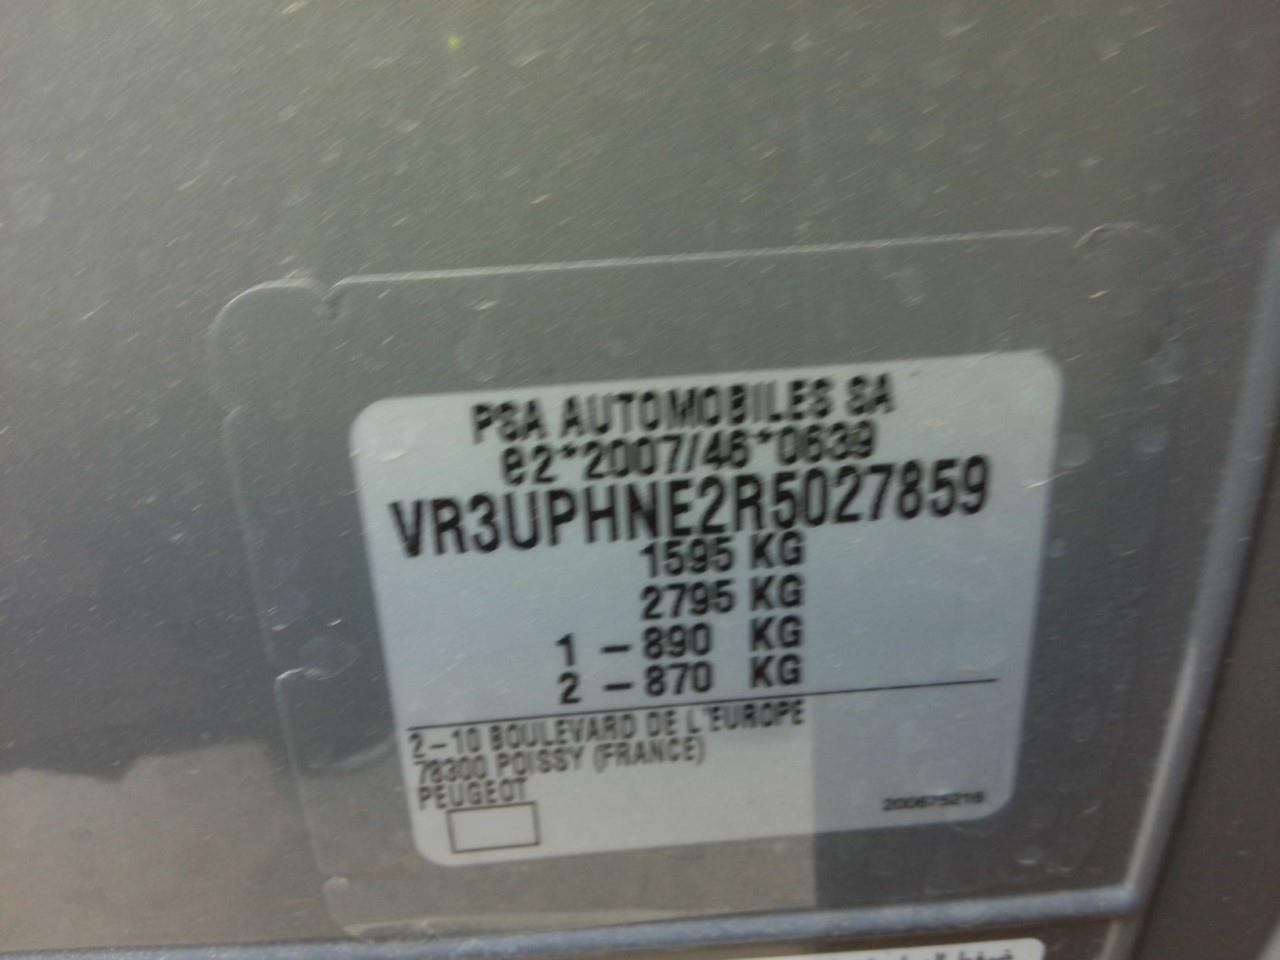 PSA AUTOMOBILES SA
e2*2007/46*0639
VR3UPHNE2R5027859
1595 KG
2795 KG
1 - 890 KG
2 - 870 KG
2-10 BOULEVARD DE L'EUROPE
78300 POISSY (FRANCE)
PEUGEOT
200675216